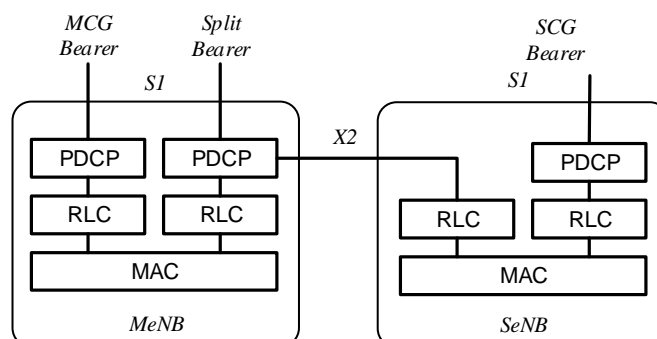 MCG
Bearer
Split
Bearer
SCG
Bearer
S1
S1
X2
PDCP
PDCP
PDCP
RLC
RLC
RLC
RLC
MAC
MAC
MeNB
SeNB